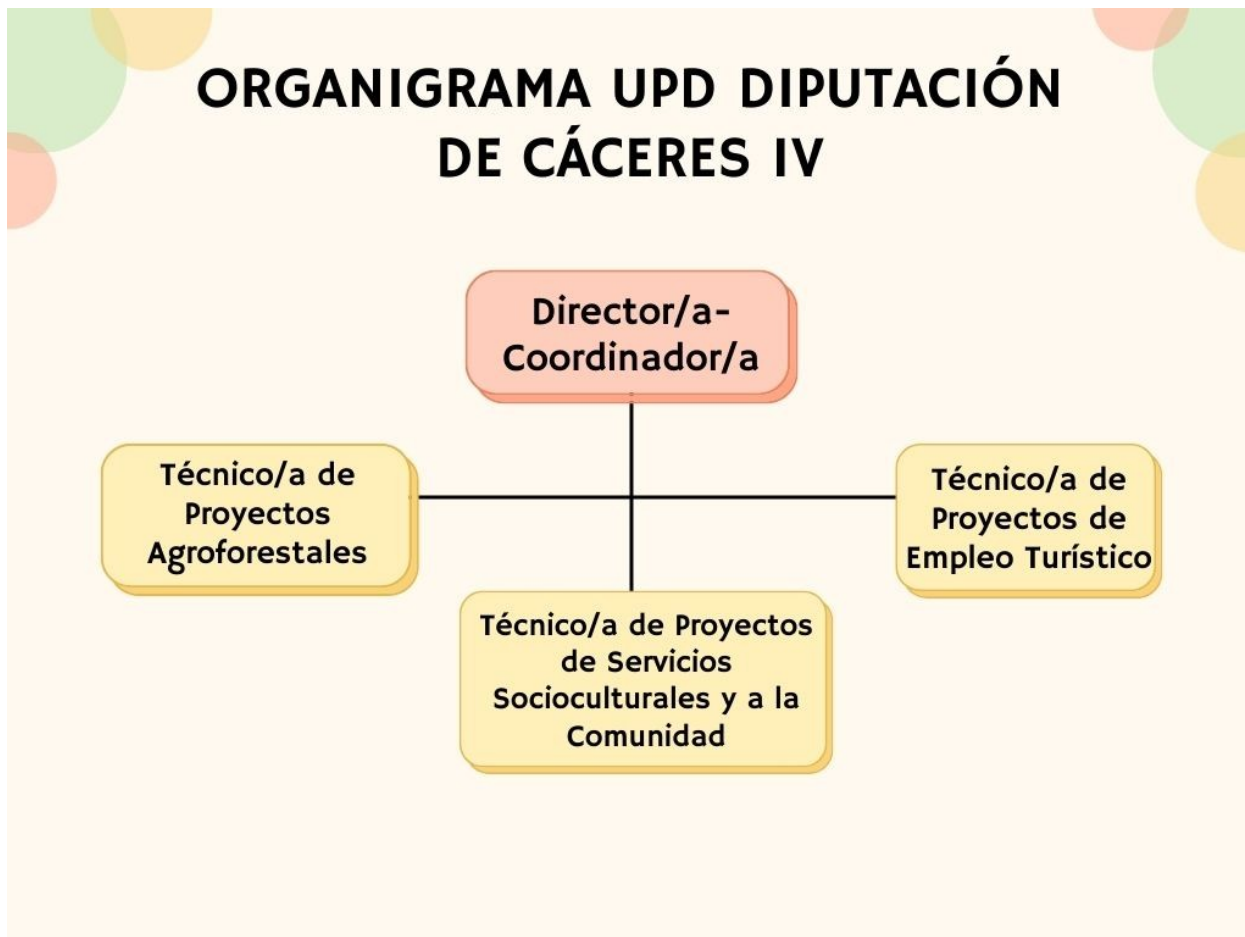 ORGANIGRAMA UPD DIPUTACIÓN
DE CÁCERES IV
Director/a-
Coordinador/a
Técnico/a de
Proyectos
Agroforestales
Técnico/a de
Proyectos de
Empleo Turístico
Técnico/a de Proyectos
de Servicios
Socioculturales y a la
Comunidad